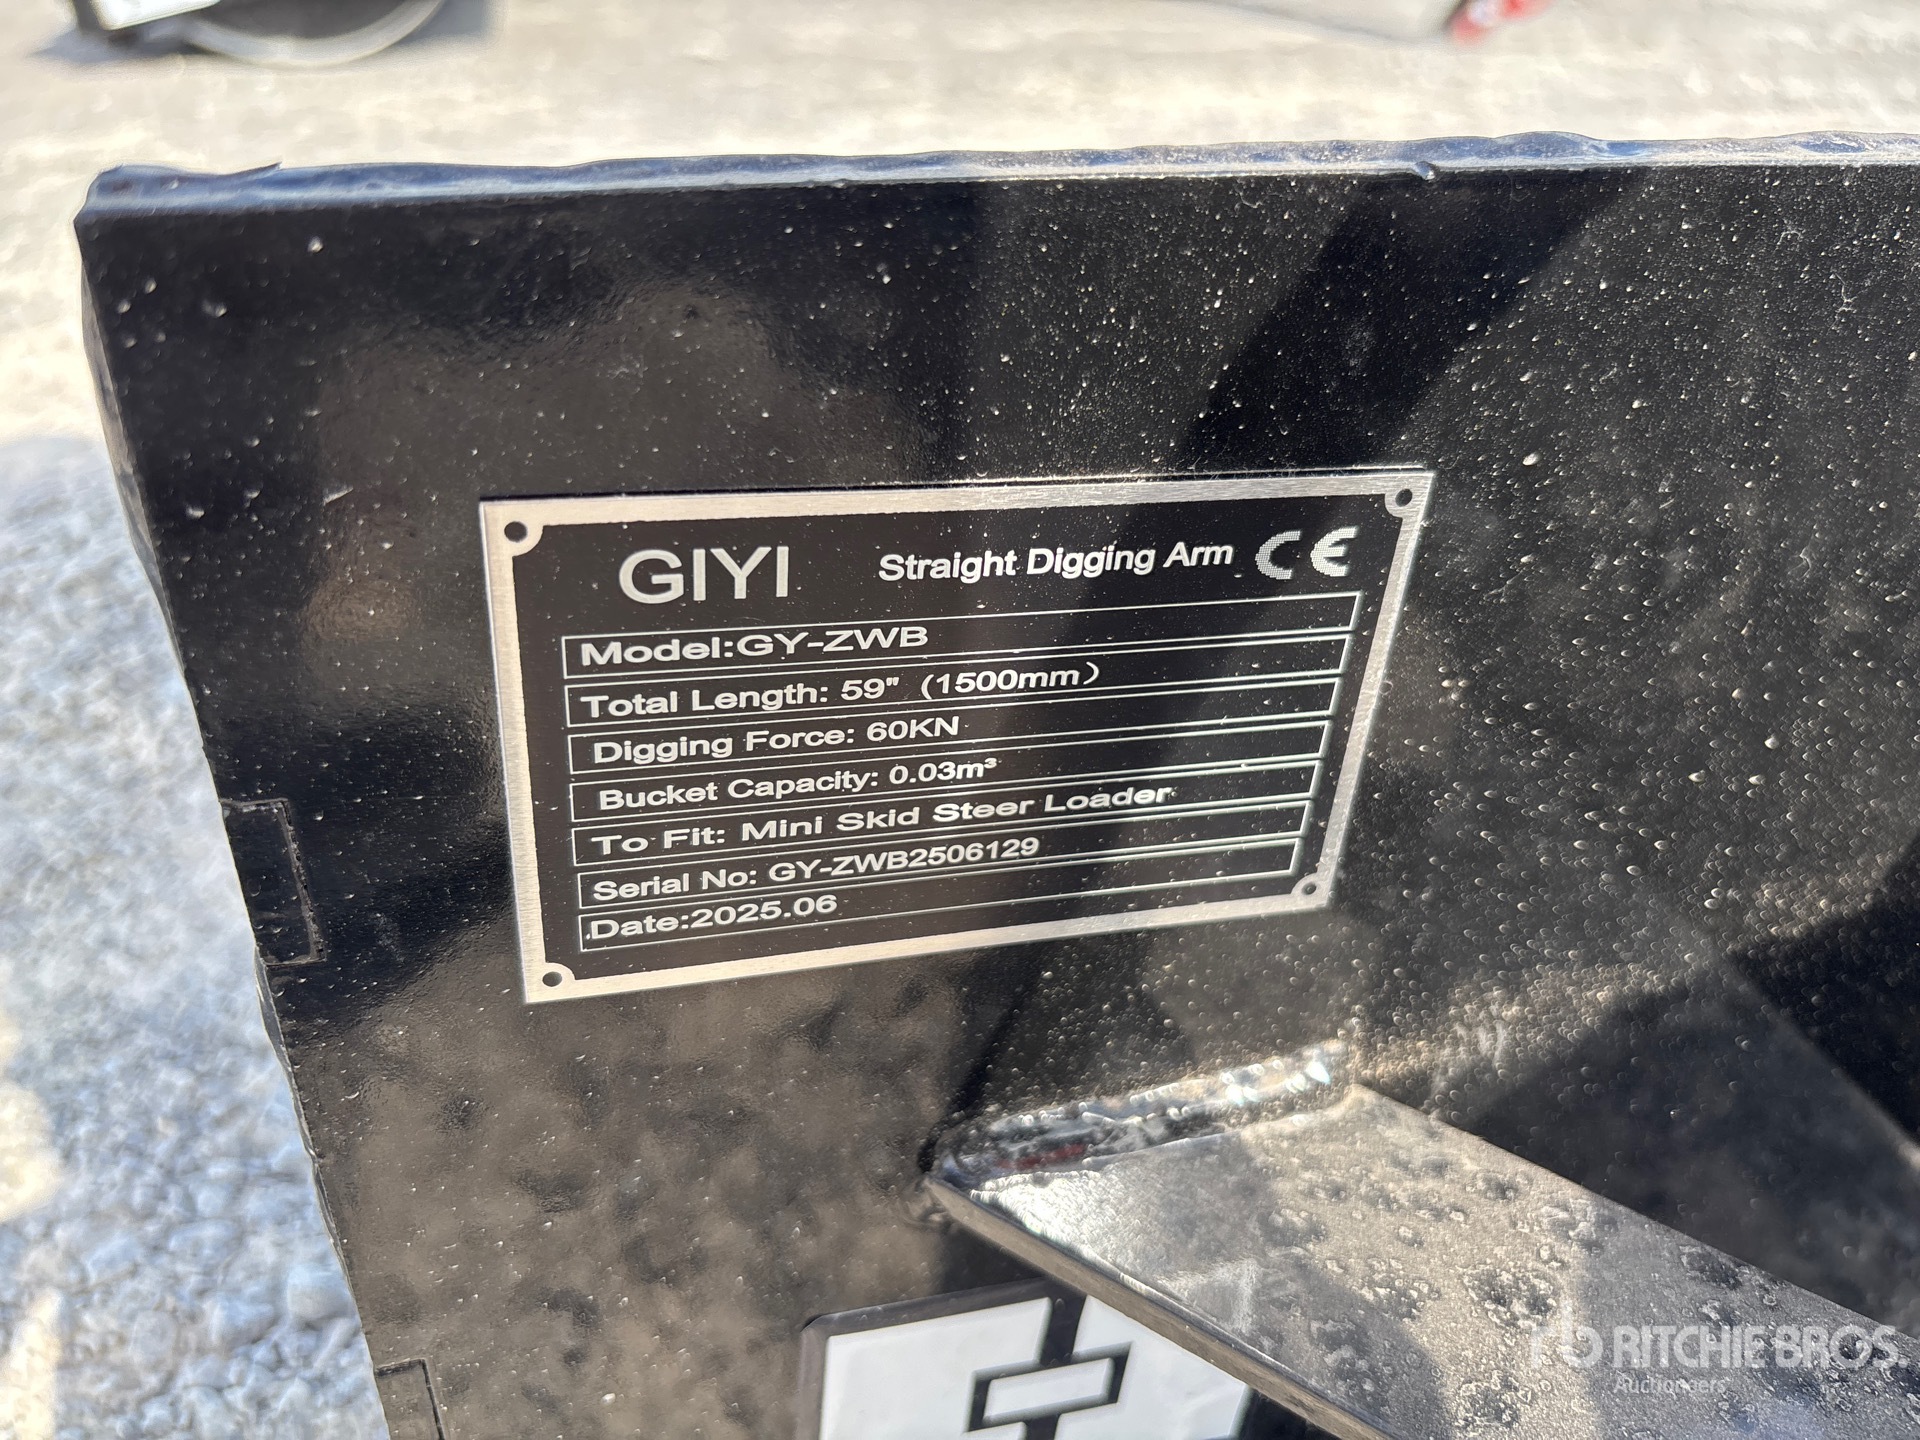 GIYI Straight Digging Arm CE
Model:GY-ZWB
Total Length: 59" (1500mm)
Digging Force: 60KN
Bucket Capacity: 0.03m³
To Fit: Mini Skid Steer Loader
Serial No: GY-ZWB2506129
Date:2025.06
rb RITCHIE BROS.
Auctioneers